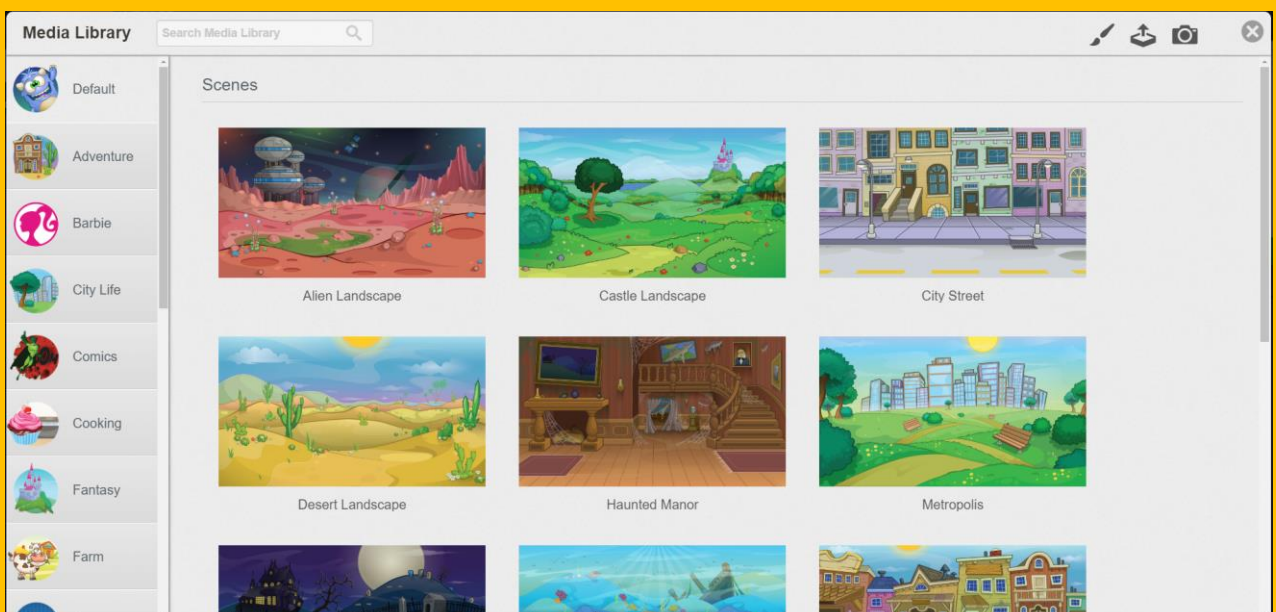 Media Library
Search Media Library
Default
Adventure
Barbie
City Life
Comics
Cooking
Fantasy
Farm
Scenes
Alien Landscape
Castle Landscape
City Street
Desert Landscape
Haunted Manor
Metropolis